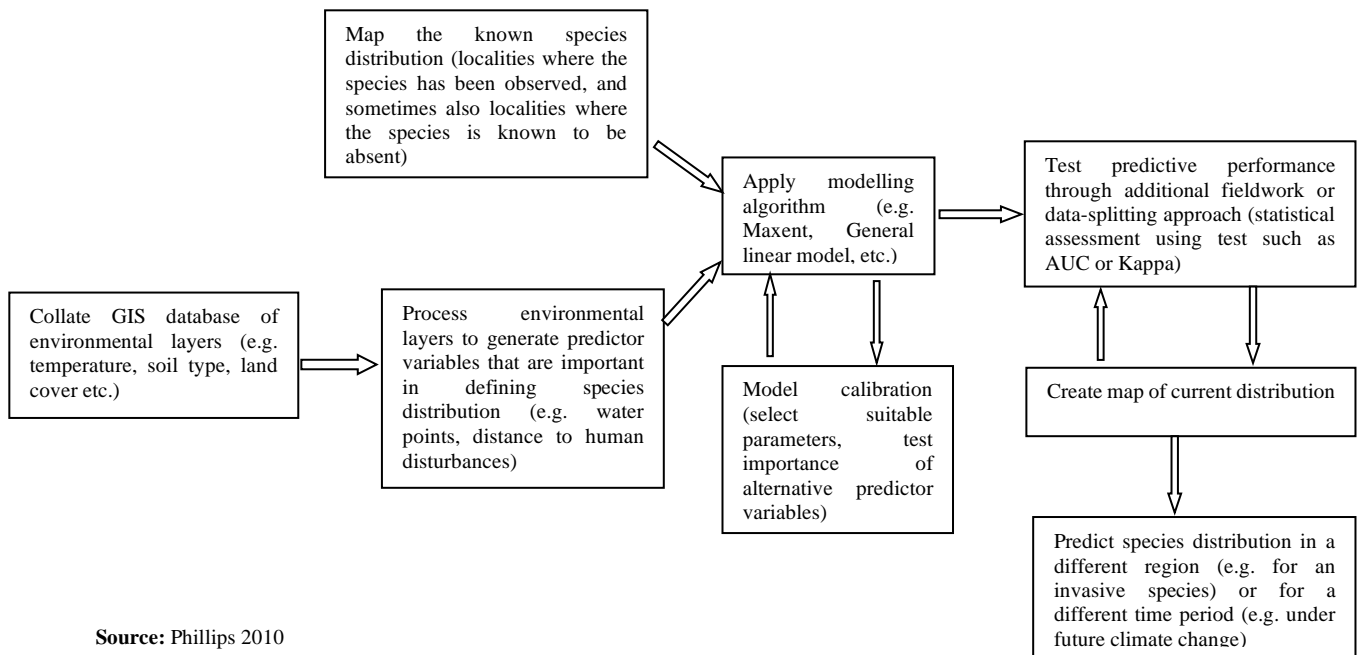 Map the known species
distribution (localities where the
species has been observed, and
sometimes also localities where
the species is known to be
absent)
Collate GIS database of
environmental layers (e.g.
temperature, soil type, land
cover etc.)
Process environmental
layers to generate predictor
variables that are important
in defining species
distribution (e.g. water
points, distance to human
disturbances)
Apply modelling
algorithm (e.g.
Maxent, General
linear model, etc.)
Model calibration
(select suitable
parameters, test
importance of
alternative predictor
variables)
Test predictive performance
through additional fieldwork or
data-splitting approach (statistical
assessment using test such as
AUC or Kappa)
Create map of current distribution
Predict species distribution in a
different region (e.g. for an
invasive species) or for a
different time period (e.g. under
future climate change)
Source: Phillips 2010